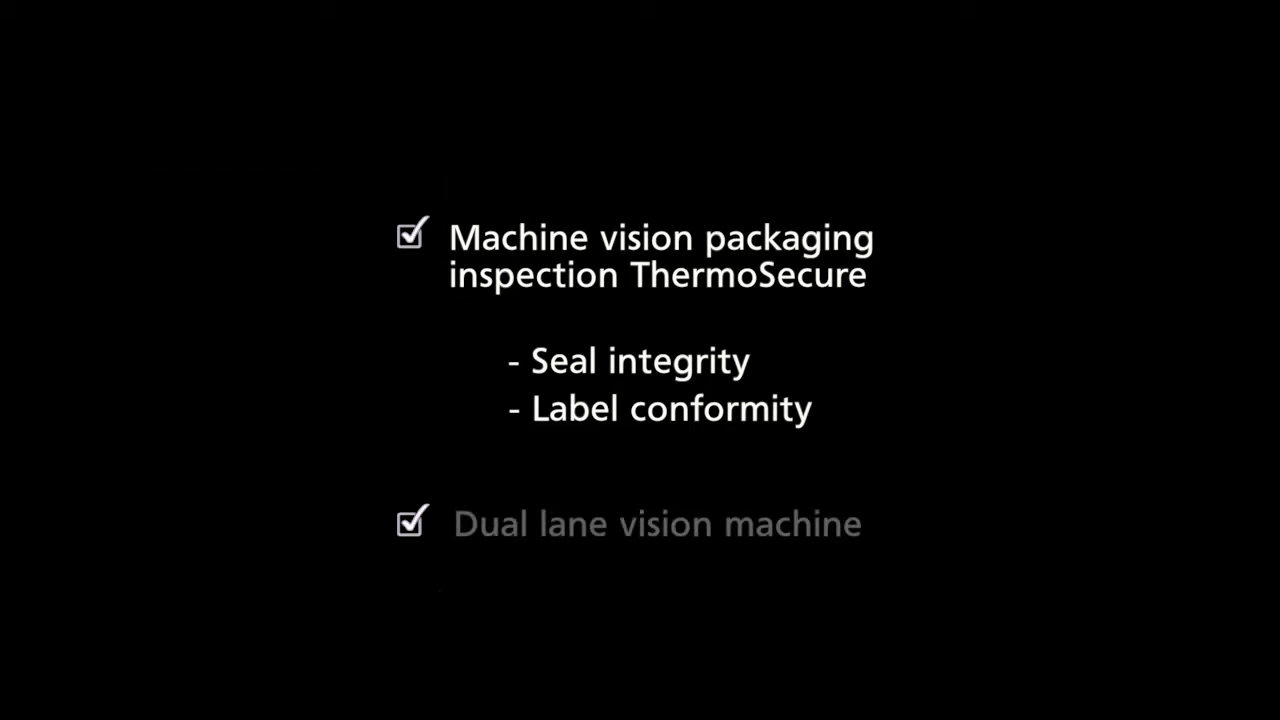 Machine vision packaging
inspection ThermoSecure
- Seal integrity
- Label conformity
Dual lane vision machine